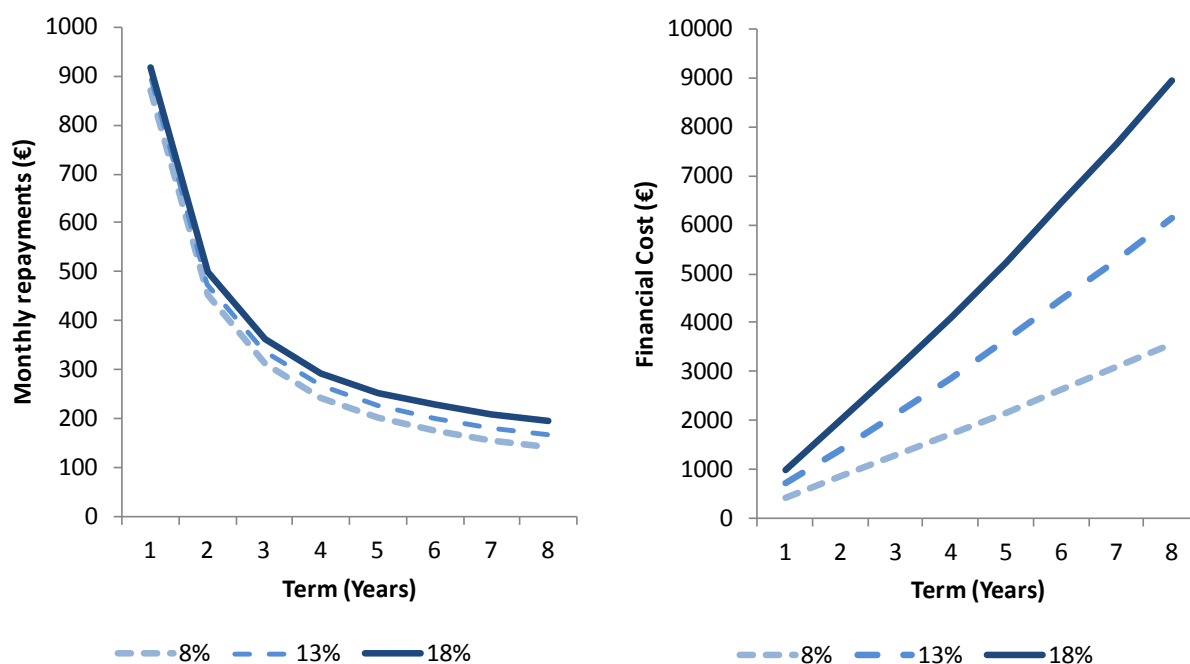 Monthly repayments (€)
1000
900
800
700
600
500
400
300
200
100
0
1 2 3 4 5 6 7 8
Term (Years)
8% 13% 18%
Financial Cost (€)
10000
9000
8000
7000
6000
5000
4000
3000
2000
1000
0
1 2 3 4 5 6 7 8
Term (Years)
8% 13% 18%